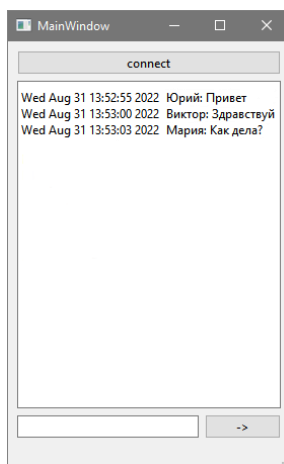 MainWindow
connect
Wed Aug 31 13:52:55 2022 Юрий: Привет
Wed Aug 31 13:53:00 2022 Виктор: Здравствуй
Wed Aug 31 13:53:03 2022 Мария: Как дела?
->